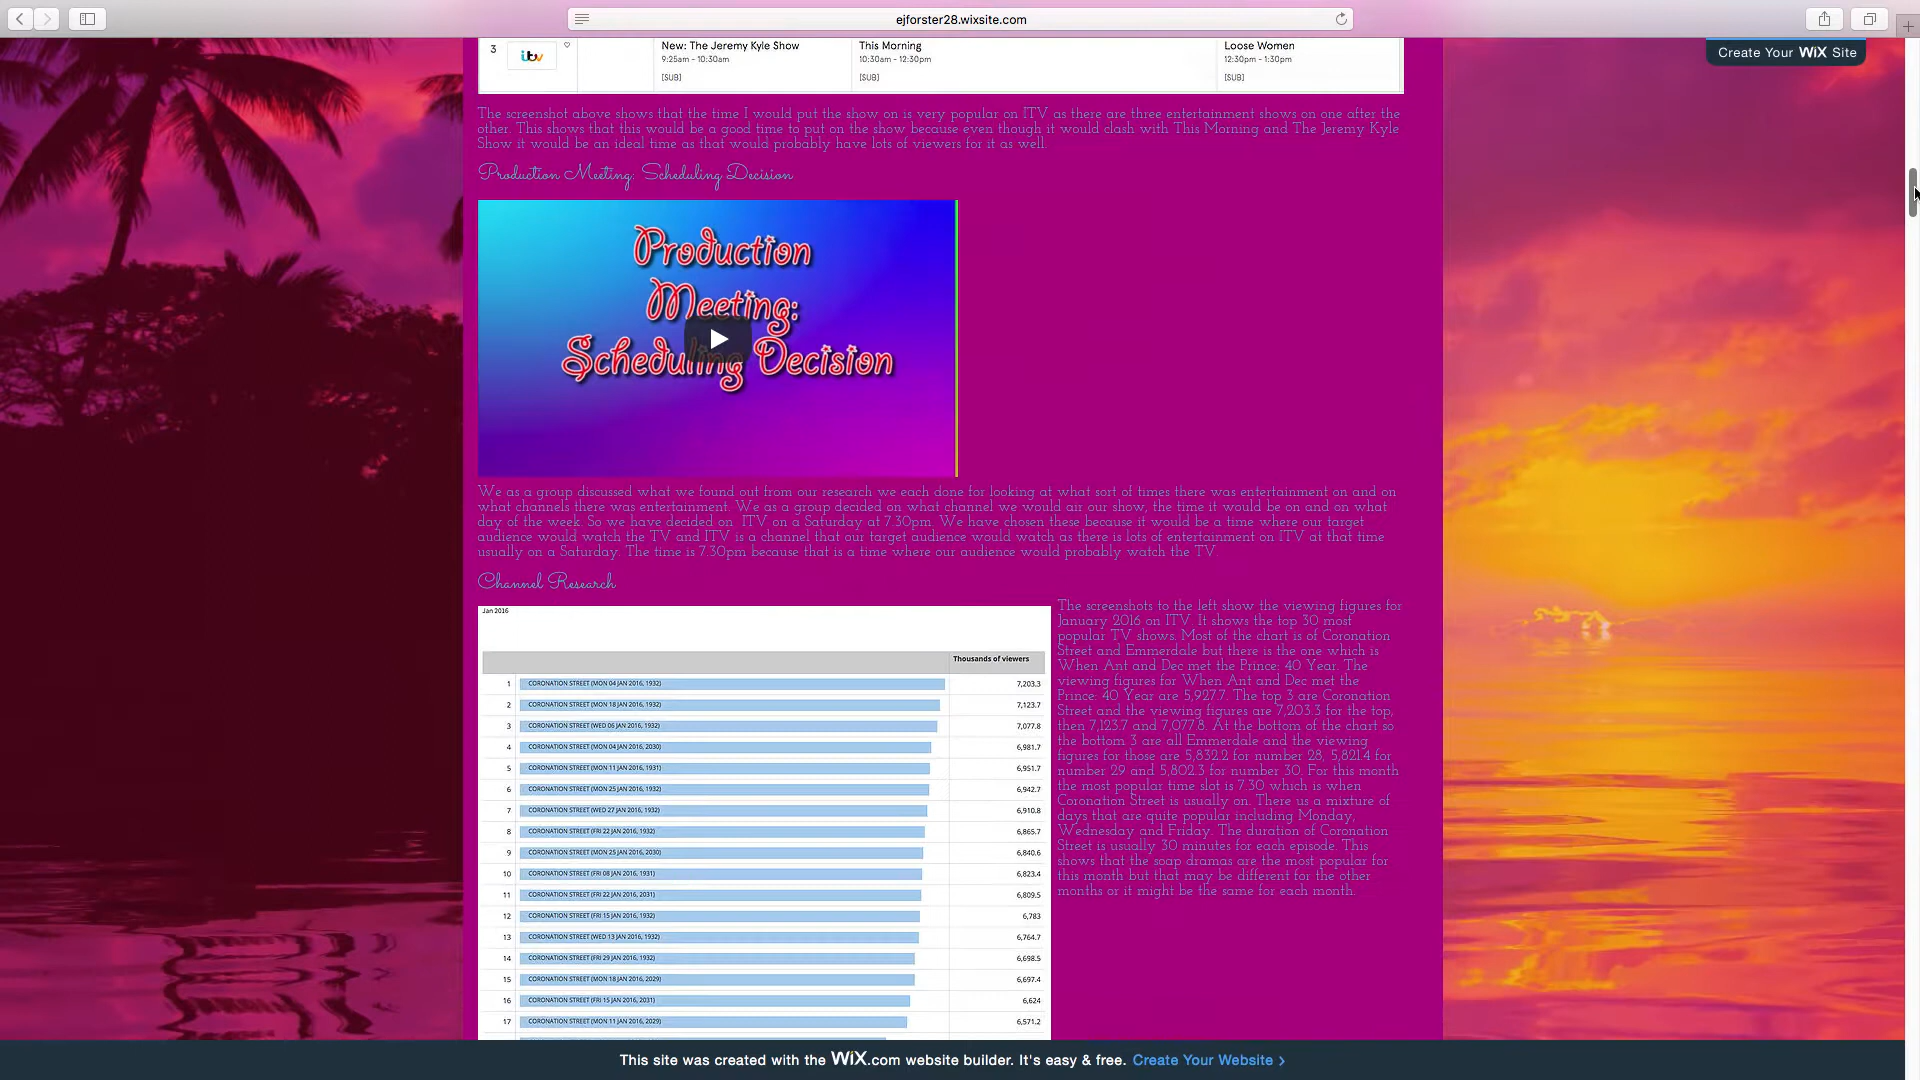 ejforster28.wixsite.com
Create Your WiX Site
3 itv New: The Jeremy Kyle Show This Morning Loose Women
9:25am - 10:30am 10:30am - 12:30pm 12:30pm - 1:30pm
[SUB] [SUB] [SUB]
The screenshot above shows that the time I would put the show on is very popular on ITV as there are three entertainment shows on one after the
other. This shows that this would be a good time to put on the show because even though it would clash with This Morning and The Jeremy Kyle
Show it would be an ideal time as that would probably have lots of viewers for it as well.
Production Meeting: Scheduling Decision
Production
Meeting:
Scheduling Decision
We as a group discussed what we found out from our research we each done for looking at what sort of times there was entertainment on and on
what channels there was entertainment. We as a group decided on what channel we would air our show, the time it would be on and on what
day of the week. So we have decided on ITV on a Saturday at 7.30pm. We have chosen these because it would be a time where our target
audience would watch the TV and ITV is a channel that our target audience would watch as there is lots of entertainment on ITV at that time
usually on a Saturday. The time is 7.30pm because that is a time where our audience would probably watch the TV.
Channel Research
Jan 2016
Thousands of viewers
1 CORONATION STREET (MON 04 JAN 2016, 1932) 7,203.3
2 CORONATION STREET (MON 18 JAN 2016, 1932) 7,123.7
3 CORONATION STREET (WED 06 JAN 2016, 1932) 7,077.8
4 CORONATION STREET (MON 04 JAN 2016, 2030) 6,981.7
5 CORONATION STREET (MON 11 JAN 2016, 1931) 6,951.7
6 CORONATION STREET (MON 25 JAN 2016, 1932) 6,942.7
7 CORONATION STREET (WED 27 JAN 2016, 1932) 6,910.8
8 CORONATION STREET (FRI 22 JAN 2016, 1932) 6,865.7
9 CORONATION STREET (MON 25 JAN 2016, 2030) 6,840.6
10 CORONATION STREET (FRI 08 JAN 2016, 1931) 6,823.4
11 CORONATION STREET (FRI 22 JAN 2016, 2031) 6,809.5
12 CORONATION STREET (FRI 15 JAN 2016, 1932) 6,783
13 CORONATION STREET (WED 13 JAN 2016, 1932) 6,764.7
14 CORONATION STREET (FRI 29 JAN 2016, 1932) 6,698.5
15 CORONATION STREET (MON 18 JAN 2016, 2029) 6,697.4
16 CORONATION STREET (FRI 15 JAN 2016, 2031) 6,624
17 CORONATION STREET (MON 11 JAN 2016, 2029) 6,571.2
The screenshots to the left show the viewing figures for
January 2016 on ITV. It shows the top 30 most
popular TV shows. Most of the chart is of Coronation
Street and Emmerdale but there is the one which is
When Ant and Dec met the Prince: 40 Year. The
viewing figures for When Ant and Dec met the
Prince: 40 Year are 5,927.7. The top 3 are Coronation
Street and the viewing figures are 7,203.3 for the top,
then 7,123.7 and 7,077.8. At the bottom of the chart so
the bottom 3 are all Emmerdale and the viewing
figures for those are 5,832.2 for number 28, 5,821.4 for
number 29 and 5,802.3 for number 30. For this month
the most popular time slot is 7.30 which is when
Coronation Street is usually on. There us a mixture of
days that are quite popular including Monday,
Wednesday and Friday. The duration of Coronation
Street is usually 30 minutes for each episode. This
shows that the soap dramas are the most popular for
this month but that may be different for the other
months or it might be the same for each month.
This site was created with the WiX.com website builder. It's easy & free. Create Your Website >